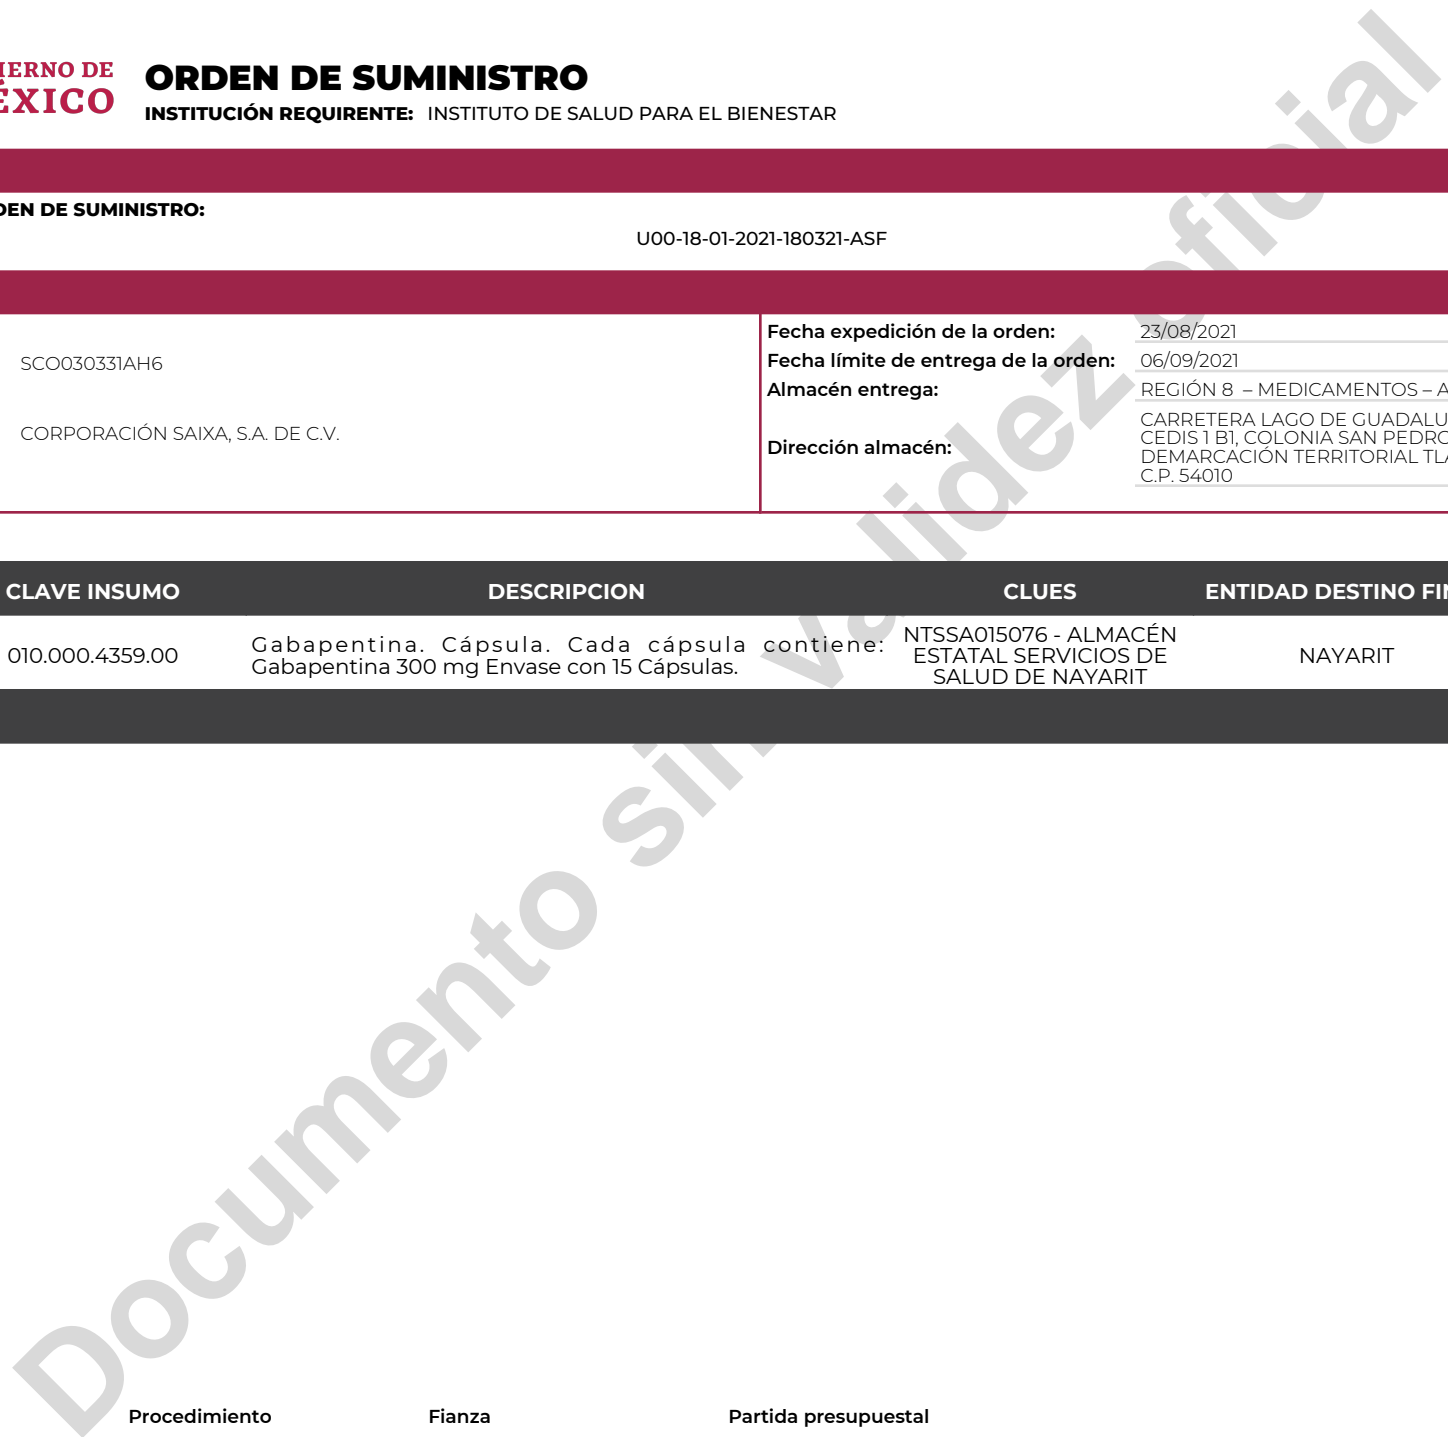 IERNO DE
ÉXICO
ORDEN DE SUMINISTRO
INSTITUCIÓN REQUIRENTE: INSTITUTO DE SALUD PARA EL BIENESTAR
DEN DE SUMINISTRO:
U00-18-01-2021-180321-ASF
SCO030331AH6
CORPORACIÓN SAIXA, S.A. DE C.V.
Fecha expedición de la orden: 23/08/2021
Fecha límite de entrega de la orden: 06/09/2021
Almacén entrega: REGIÓN 8 – MEDICAMENTOS – A
Dirección almacén:
CARRETERA LAGO DE GUADALU
CEDIS 1 B1, COLONIA SAN PEDRO
DEMARCACIÓN TERRITORIAL TLA
C.P. 54010
CLAVE INSUMO DESCRIPCION CLUES ENTIDAD DESTINO FIN
010.000.4359.00
Gabapentina. Cápsula. Cada cápsula contiene:
Gabapentina 300 mg Envase con 15 Cápsulas.
NTSSA015076 - ALMACÉN
ESTATAL SERVICIOS DE
SALUD DE NAYARIT
NAYARIT
Documento sin validez oficial
Procedimiento Fianza Partida presupuestal